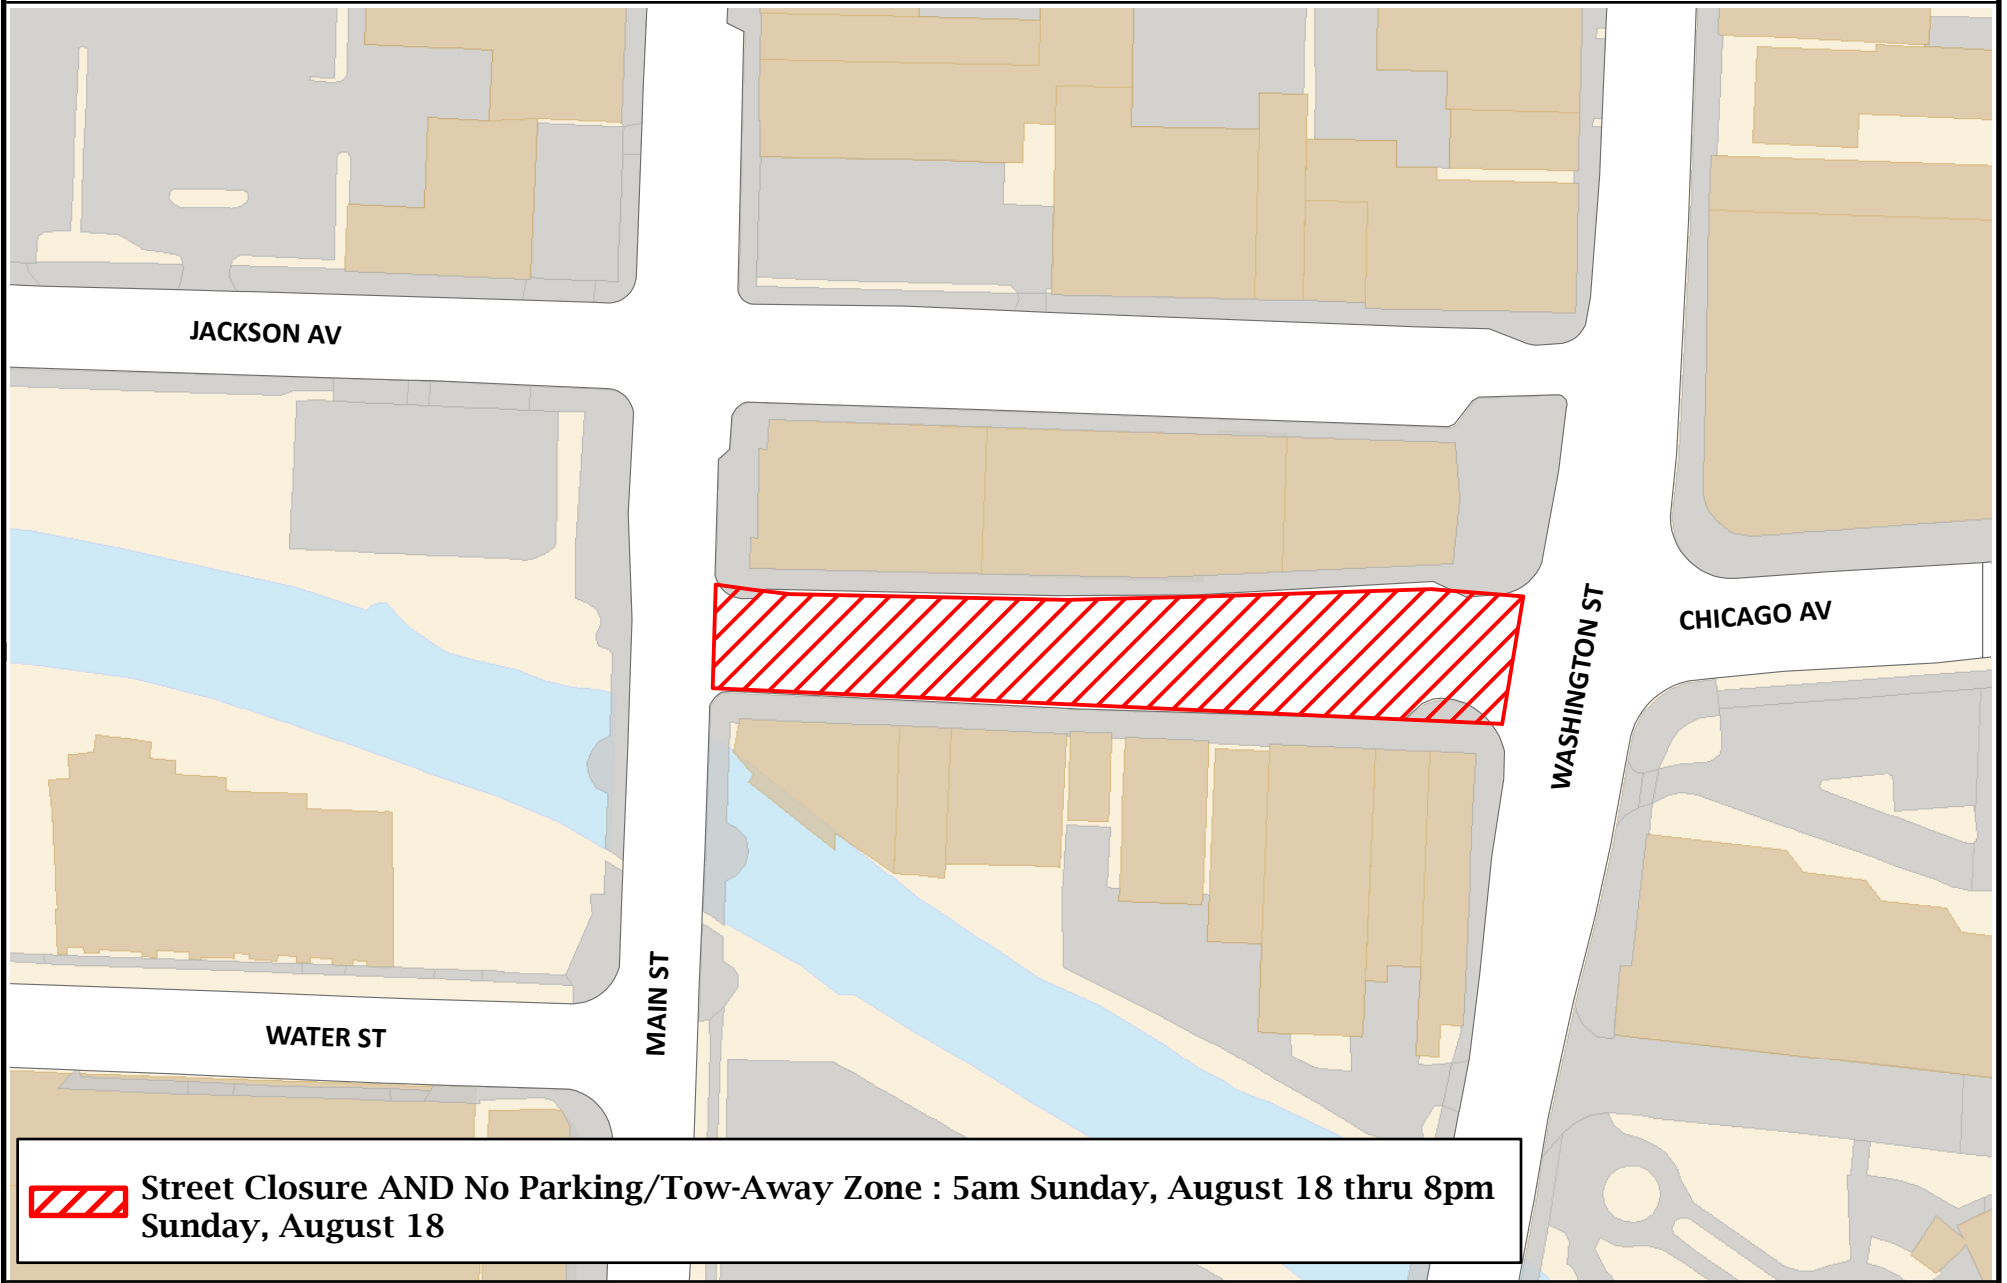 JACKSON AV
CHICAGO AV
WASHINGTON ST
MAIN ST
WATER ST
Street Closure AND No Parking/Tow-Away Zone : 5am Sunday, August 18 thru 8pm
Sunday, August 18